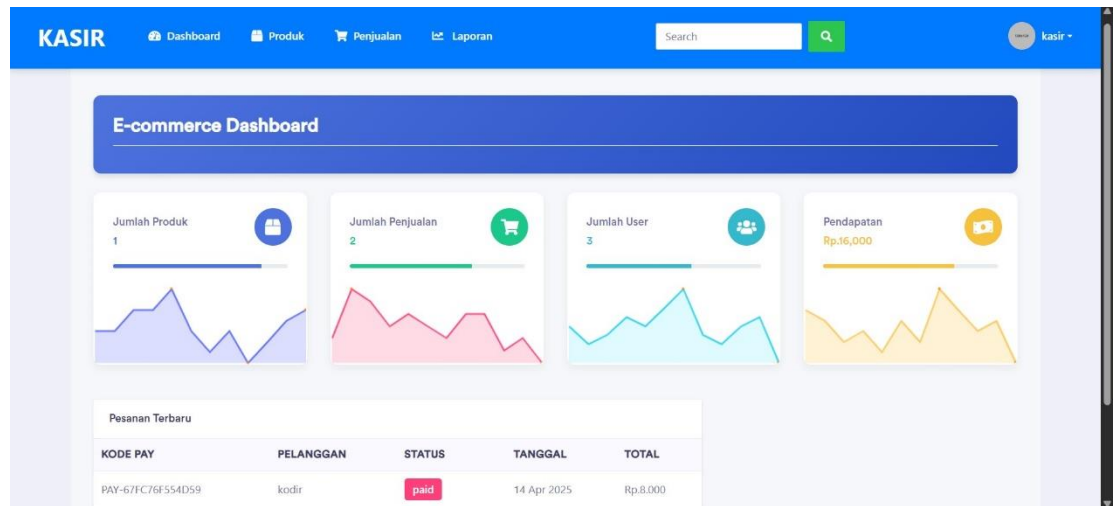 KASIR Dashboard Produk Penjualan Laporan Search kasir
E-commerce Dashboard
Jumlah Produk Jumlah Penjualan Jumlah User Pendapatan
1 2 3 Rp.16,000
Pesanan Terbaru
KODE PAY PELANGGAN STATUS TANGGAL TOTAL
PAY-67FC76F554D59 kodir paid 14 Apr 2025 Rp.8.000